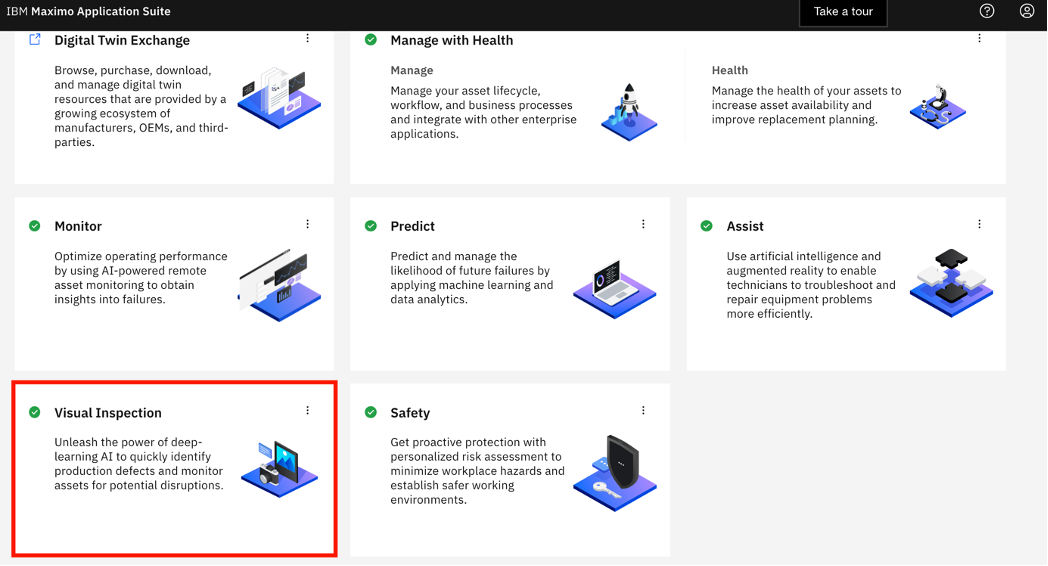 IBM Maximo Application Suite
Take a tour
Digital Twin Exchange
Browse, purchase, download,
and manage digital twin
resources that are provided by a
growing ecosystem of
manufacturers, OEMs, and third-
parties.
Manage with Health
Manage
Manage your asset lifecycle,
workflow, and business processes
and integrate with other enterprise
applications.
Health
Manage the health of your assets to
increase asset availability and
improve replacement planning.
Monitor
Optimize operating performance
by using AI-powered remote
asset monitoring to obtain
insights into failures.
Predict
Predict and manage the
likelihood of future failures by
applying machine learning and
data analytics.
Assist
Use artificial intelligence and
augmented reality to enable
technicians to troubleshoot and
repair equipment problems
more efficiently.
Visual Inspection
Unleash the power of deep-
learning AI to quickly identify
production defects and monitor
assets for potential disruptions.
Safety
Get proactive protection with
personalized risk assessment to
minimize workplace hazards and
establish safer working
environments.